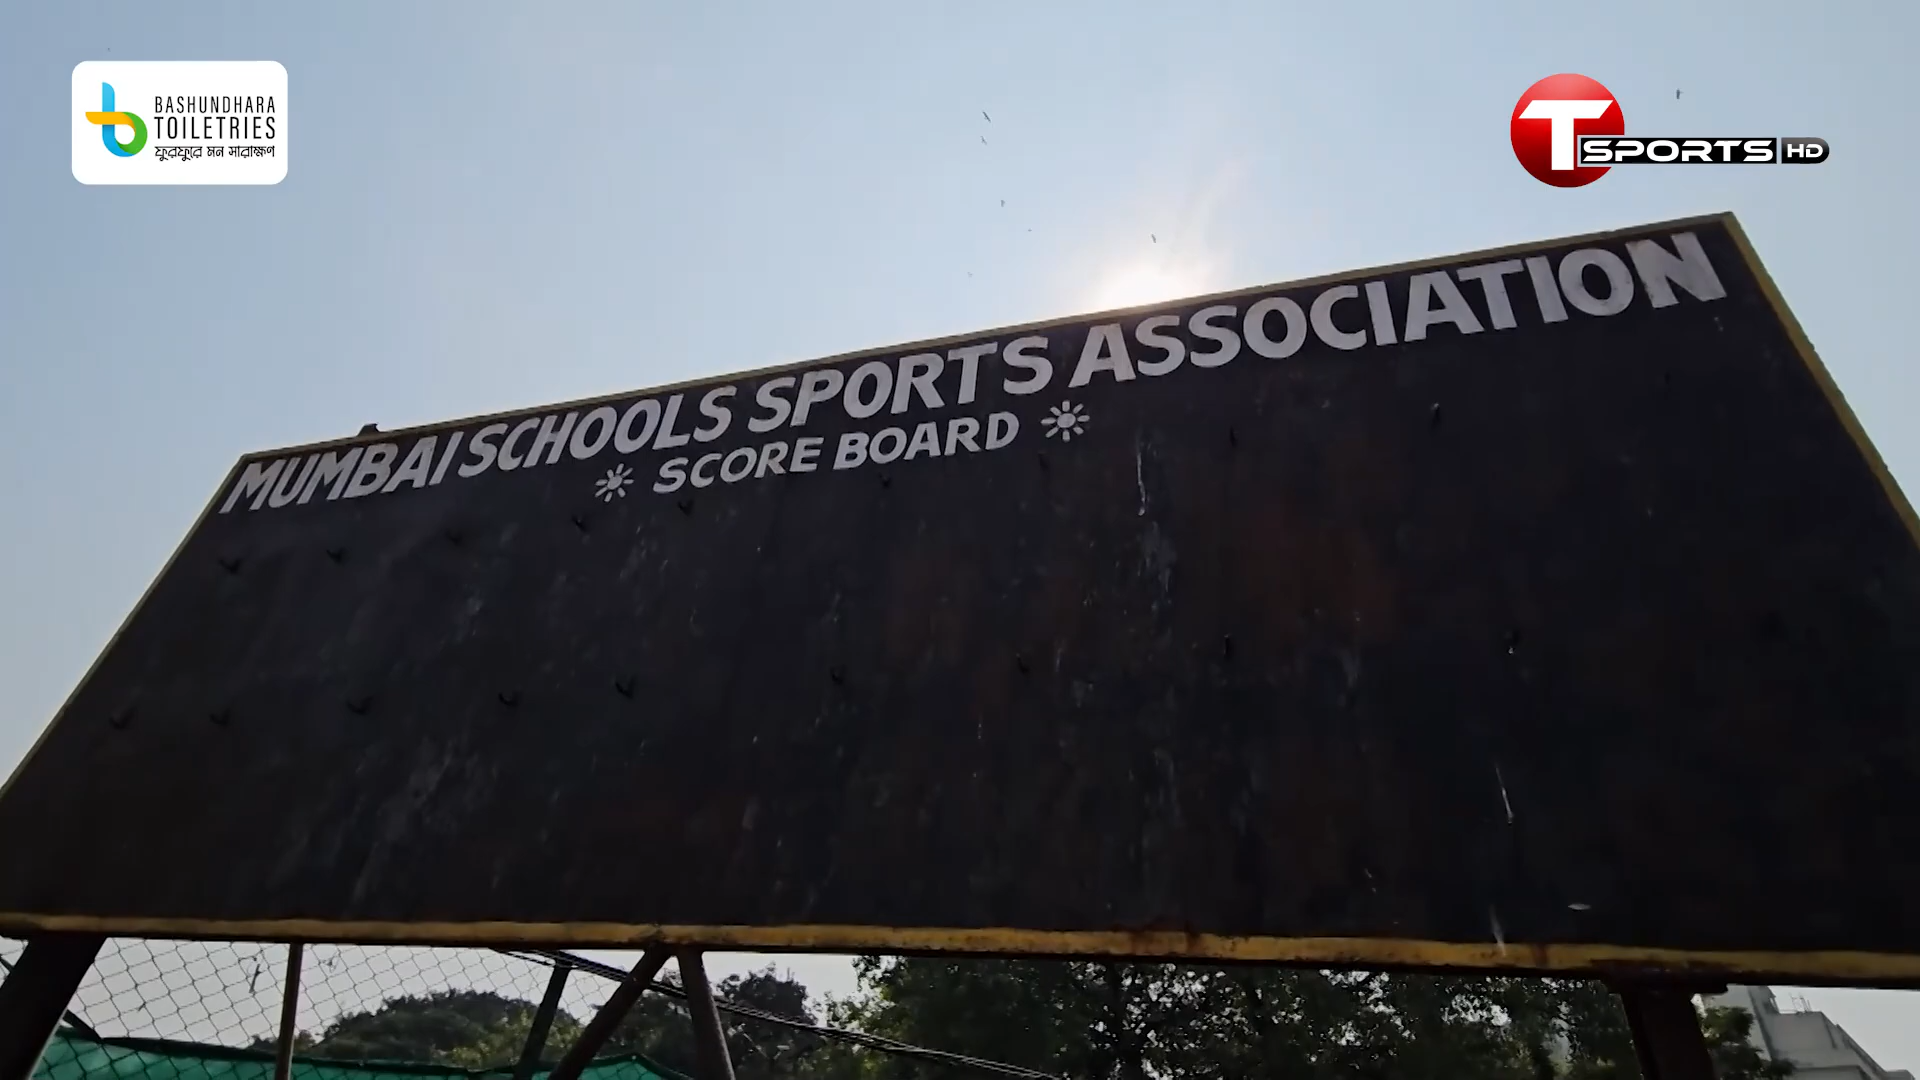 BASHUNDHARA
TOILETRIES
ফুরফুরে মন সারাক্ষণ
T SPORTS HD
MUMBAI SCHOOLS SPORTS ASSOCIATION
SCORE BOARD